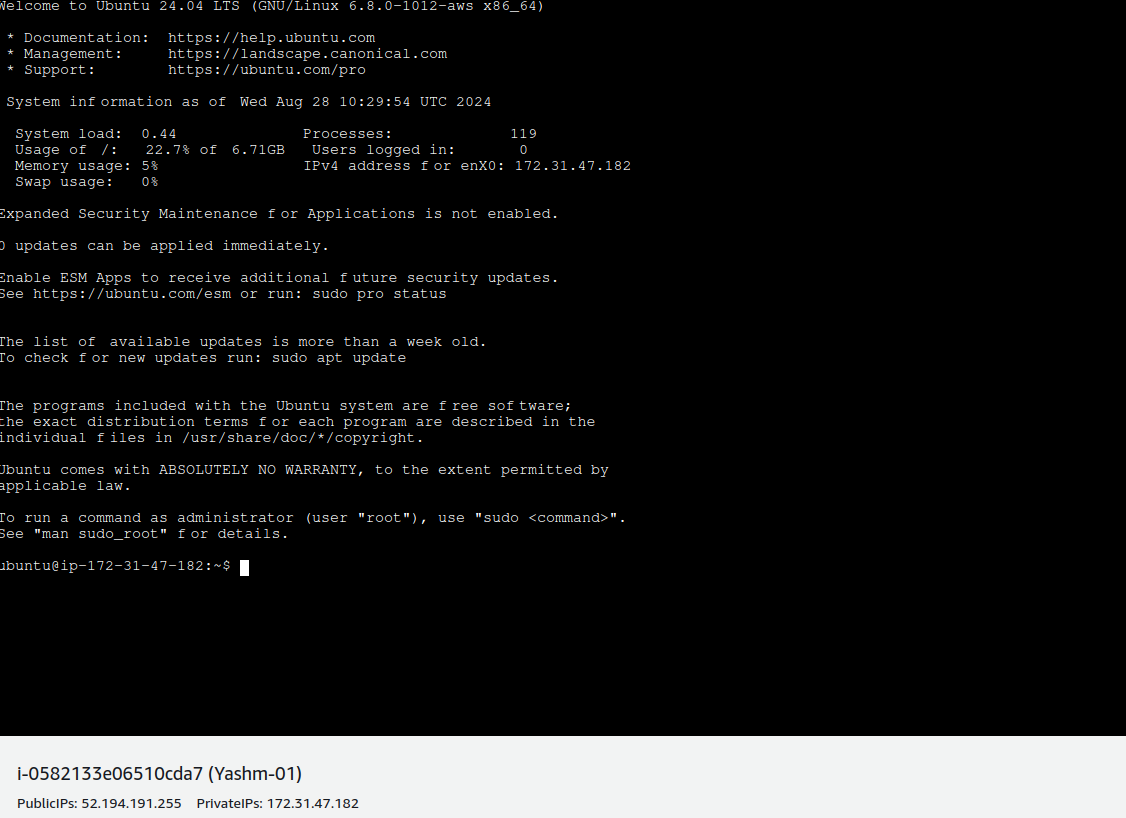 Welcome to Ubuntu 24.04 LTS (GNU/Linux 6.8.0-1012-aws x86_64)
* Documentation: https://help.ubuntu.com
* Management: https://landscape.canonical.com
* Support: https://ubuntu.com/pro
System information as of Wed Aug 28 10:29:54 UTC 2024
System load: 0.44 Processes: 119
Usage of /: 22.7% of 6.71GB Users logged in: 0
Memory usage: 5% IPv4 address for enX0: 172.31.47.182
Swap usage: 0%
Expanded Security Maintenance for Applications is not enabled.
0 updates can be applied immediately.
Enable ESM Apps to receive additional future security updates.
See https://ubuntu.com/esm or run: sudo pro status
The list of available updates is more than a week old.
To check for new updates run: sudo apt update
The programs included with the Ubuntu system are free software;
the exact distribution terms for each program are described in the
individual files in /usr/share/doc/*/copyright.
Ubuntu comes with ABSOLUTELY NO WARRANTY, to the extent permitted by
applicable law.
To run a command as administrator (user "root"), use "sudo <command>".
See "man sudo_root" for details.
ubuntu@ip-172-31-47-182:~$
i-0582133e06510cda7 (Yashm-01)
PublicIPs: 52.194.191.255 PrivateIPs: 172.31.47.182